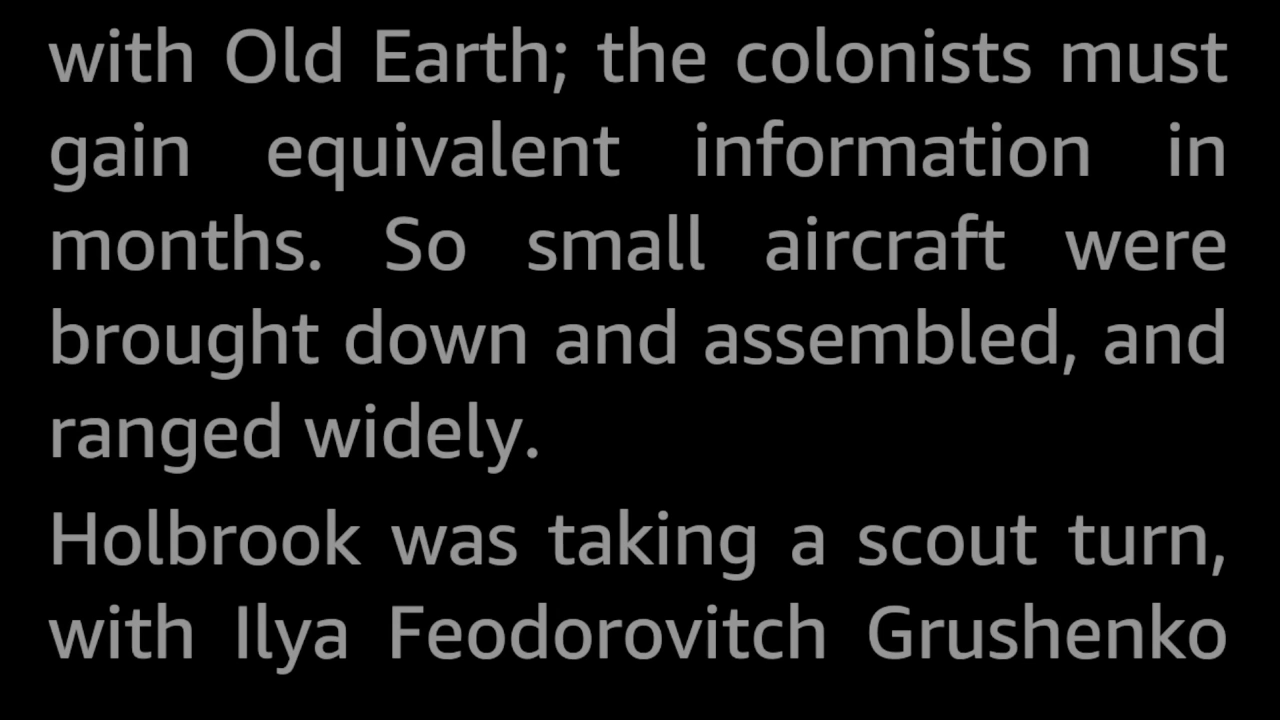 with Old Earth; the colonists must
gain equivalent information in
months. So small aircraft were
brought down and assembled, and
ranged widely.
Holbrook was taking a scout turn,
with Ilya Feodorovitch Grushenko